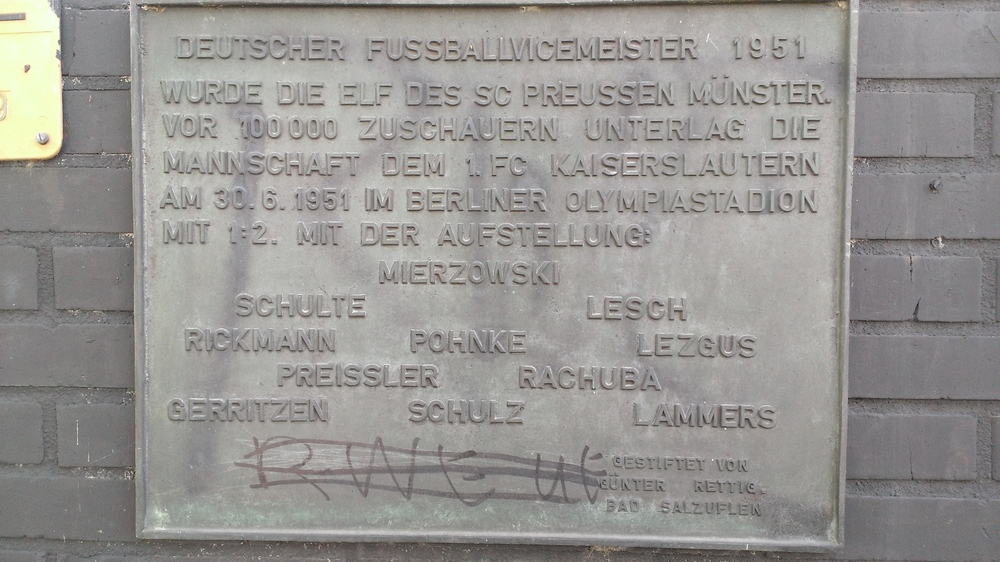 DEUTSCHER FUSSBALLVICEMEISTER 1951
WURDE DIE ELF DES SC PREUSSEN MÜNSTER.
VOR 100000 ZUSCHAUERN UNTERLAG DIE
MANNSCHAFT DEM 1. FC KAISERSLAUTERN
AM 30. 6. 1951 IM BERLINER OLYMPIASTADION
MIT 1:2. MIT DER AUFSTELLUNG:
MIERZOWSKI
SCHULTE LESCH
RICKMANN POHNKE LEZGUS
PREISSLER RACHUBA
GERRITZEN SCHULZ LAMMERS
GESTIFTET VON
GÜNTER RETTIG.
BAD SALZUFLEN